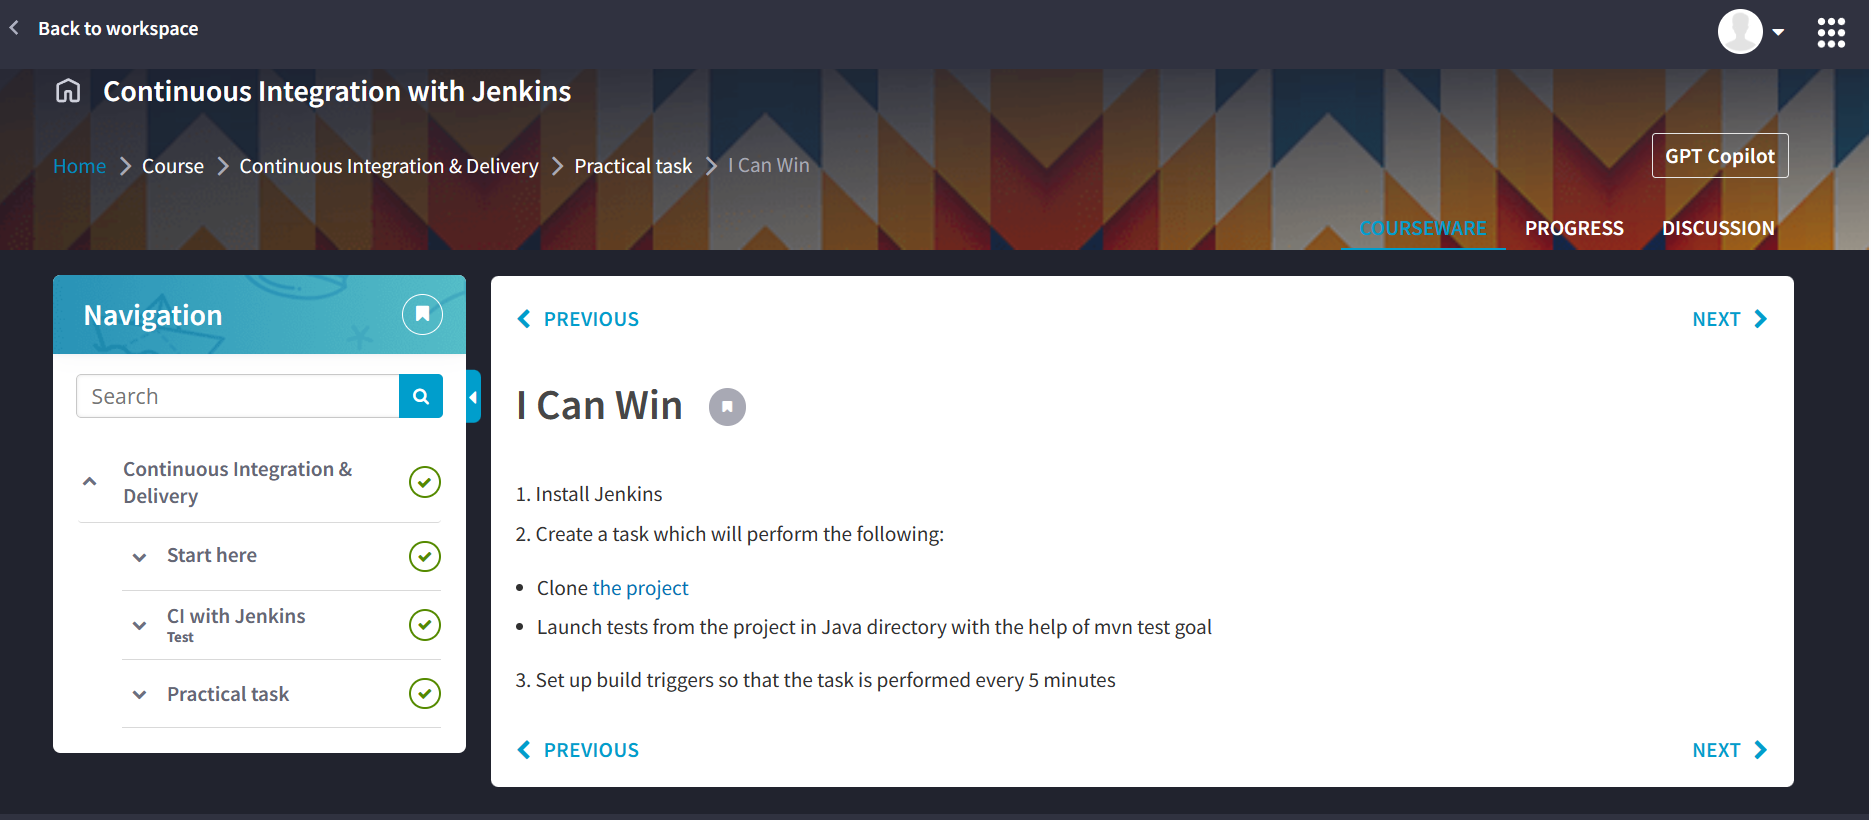 Back to workspace
Continuous Integration with Jenkins
Home Course Continuous Integration & Delivery Practical task I Can Win
GPT Copilot
COURSEWARE PROGRESS DISCUSSION
Navigation
Search
Continuous Integration &
Delivery
Start here
CI with Jenkins
Test
Practical task
PREVIOUS NEXT
I Can Win
1. Install Jenkins
2. Create a task which will perform the following:
• Clone the project
• Launch tests from the project in Java directory with the help of mvn test goal
3. Set up build triggers so that the task is performed every 5 minutes
PREVIOUS NEXT